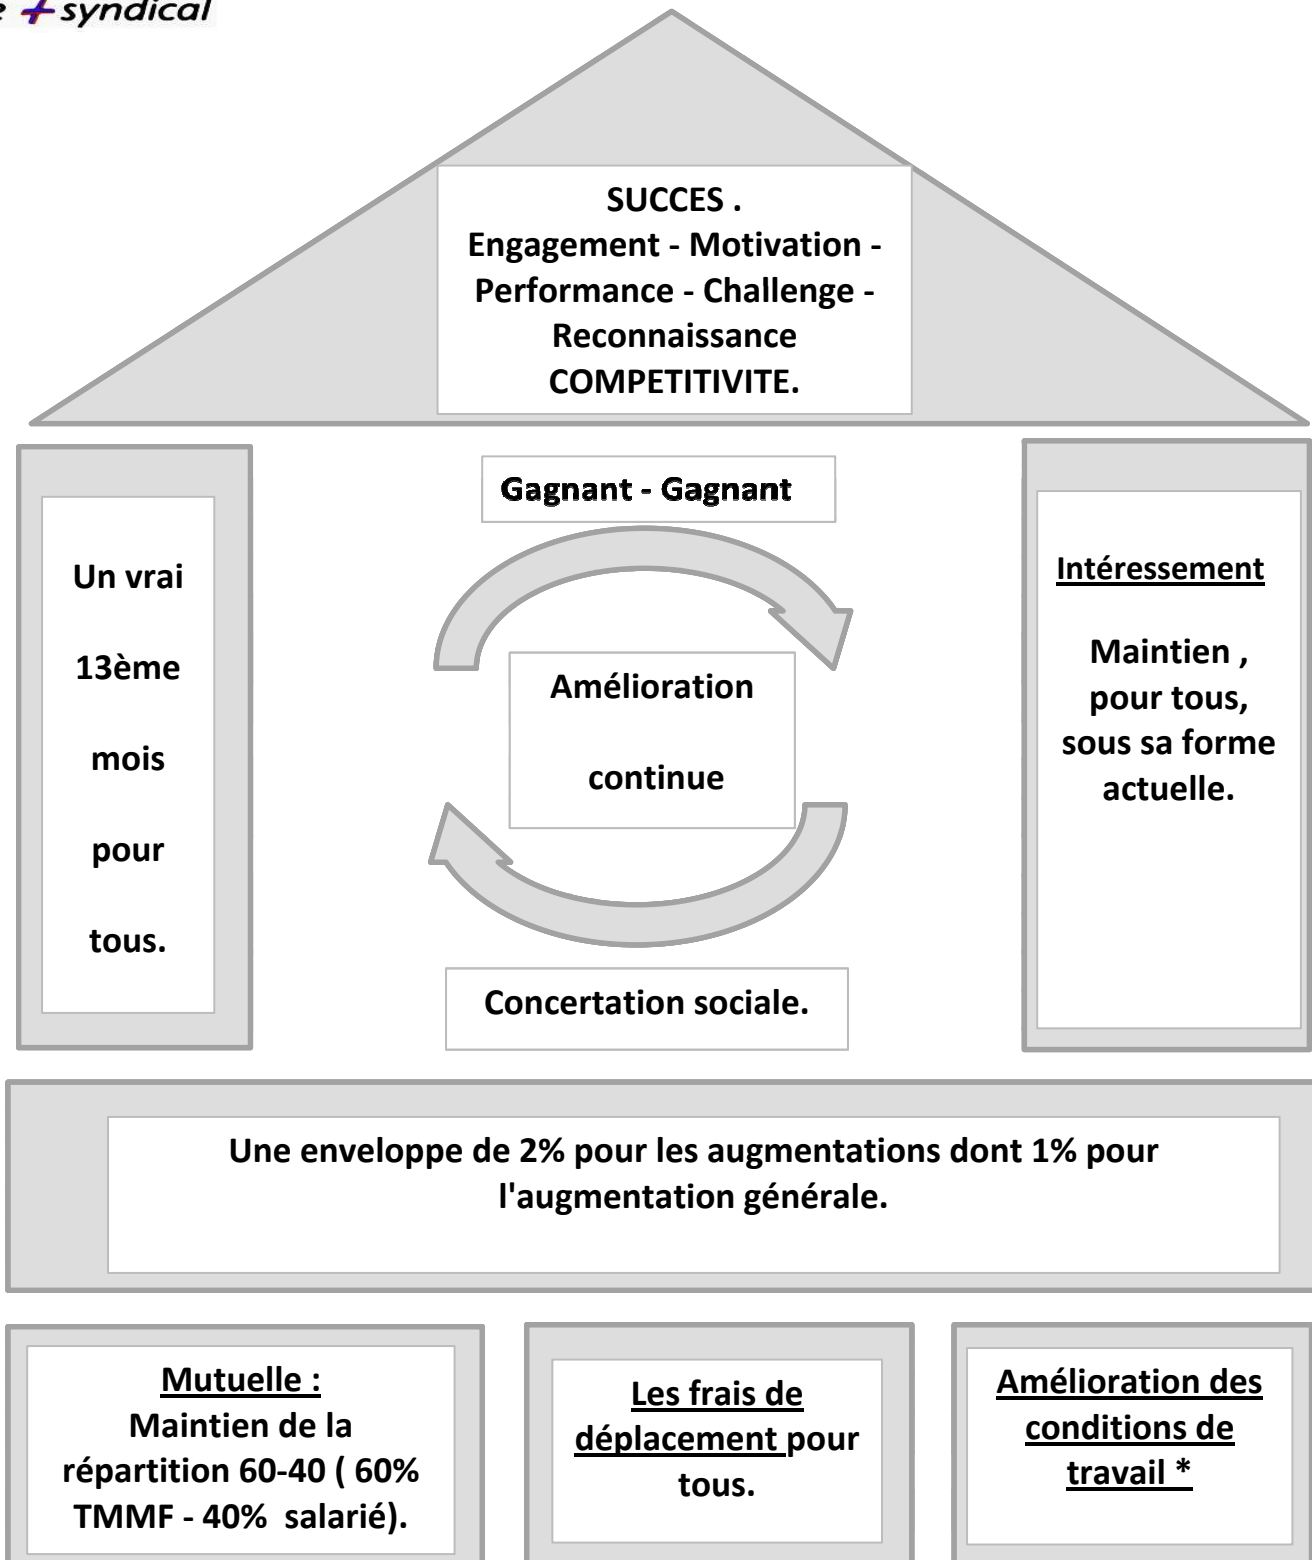 syndical
SUCCES .
Engagement - Motivation -
Performance - Challenge -
Reconnaissance
COMPETITIVITE.
Gagnant - Gagnant
Un vrai
13ème
mois
pour
tous.
Amélioration
continue
Intéressement
Maintien ,
pour tous,
sous sa forme
actuelle.
Concertation sociale.
Une enveloppe de 2% pour les augmentations dont 1% pour
l'augmentation générale.
Mutuelle :
Maintien de la
répartition 60-40 ( 60%
TMMF - 40% salarié).
Les frais de
déplacement pour
tous.
Amélioration des
conditions de
travail *